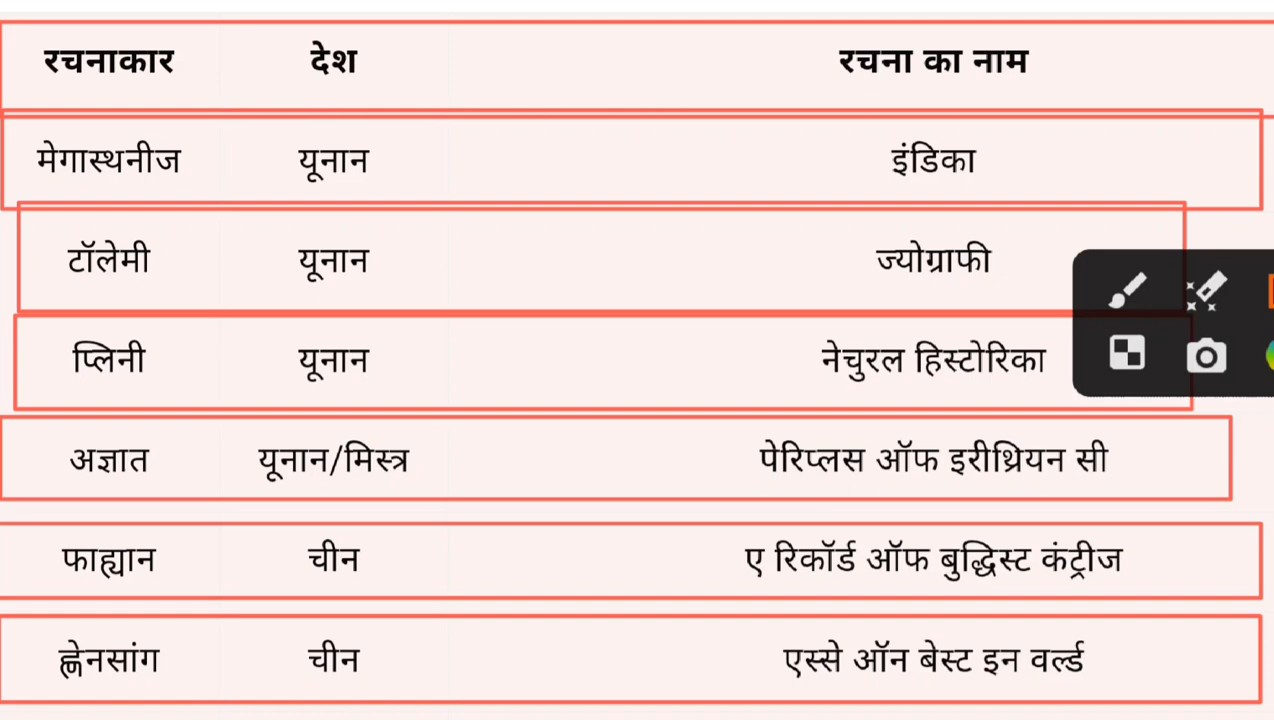 रचनाकार देश रचना का नाम
मेगास्थनीज यूनान इंडिका
टॉलेमी यूनान ज्योग्राफी
प्लिनी यूनान नेचुरल हिस्टोरिका
अज्ञात यूनान/मिस्त्र पेरिप्लस ऑफ इरीथ्रियन सी
फाह्यान चीन ए रिकॉर्ड ऑफ बुद्धिस्ट कंट्रीज
ह्वेनसांग चीन एस्से ऑन बेस्ट इन वर्ल्ड